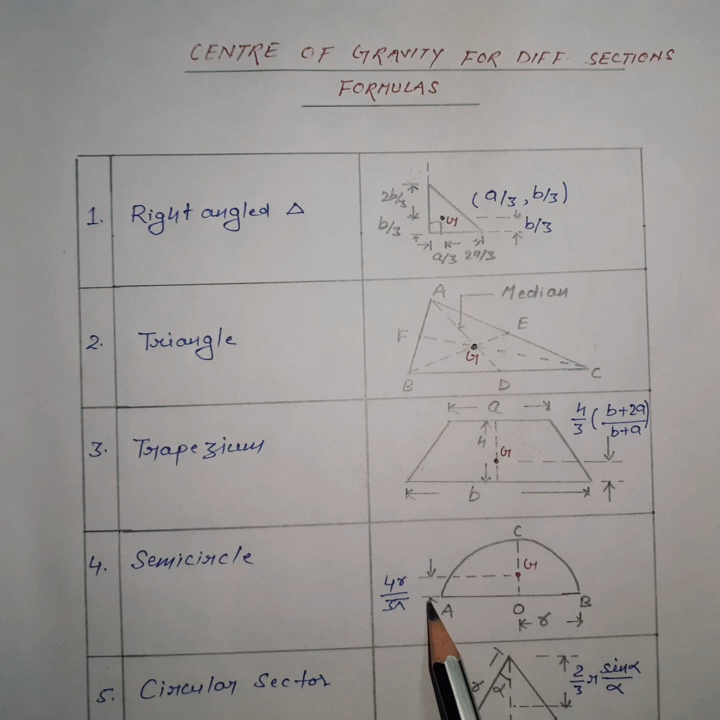 CENTRE OF GRAVITY FOR DIFF. SECTIONS
FORMULAS
1. Right angled Δ
2b/3 (a/3, b/3)
b/3 G b/3
a/3 2a/3
2. Triangle
A Median
F E
G
B D C
3. Trapezium
a 4/3 (b+2a/b+a)
4 G
b
4. Semicircle
C
G
4r/3π
A O B
r
5. Circular Sector
r α 2/3 r sinα/α